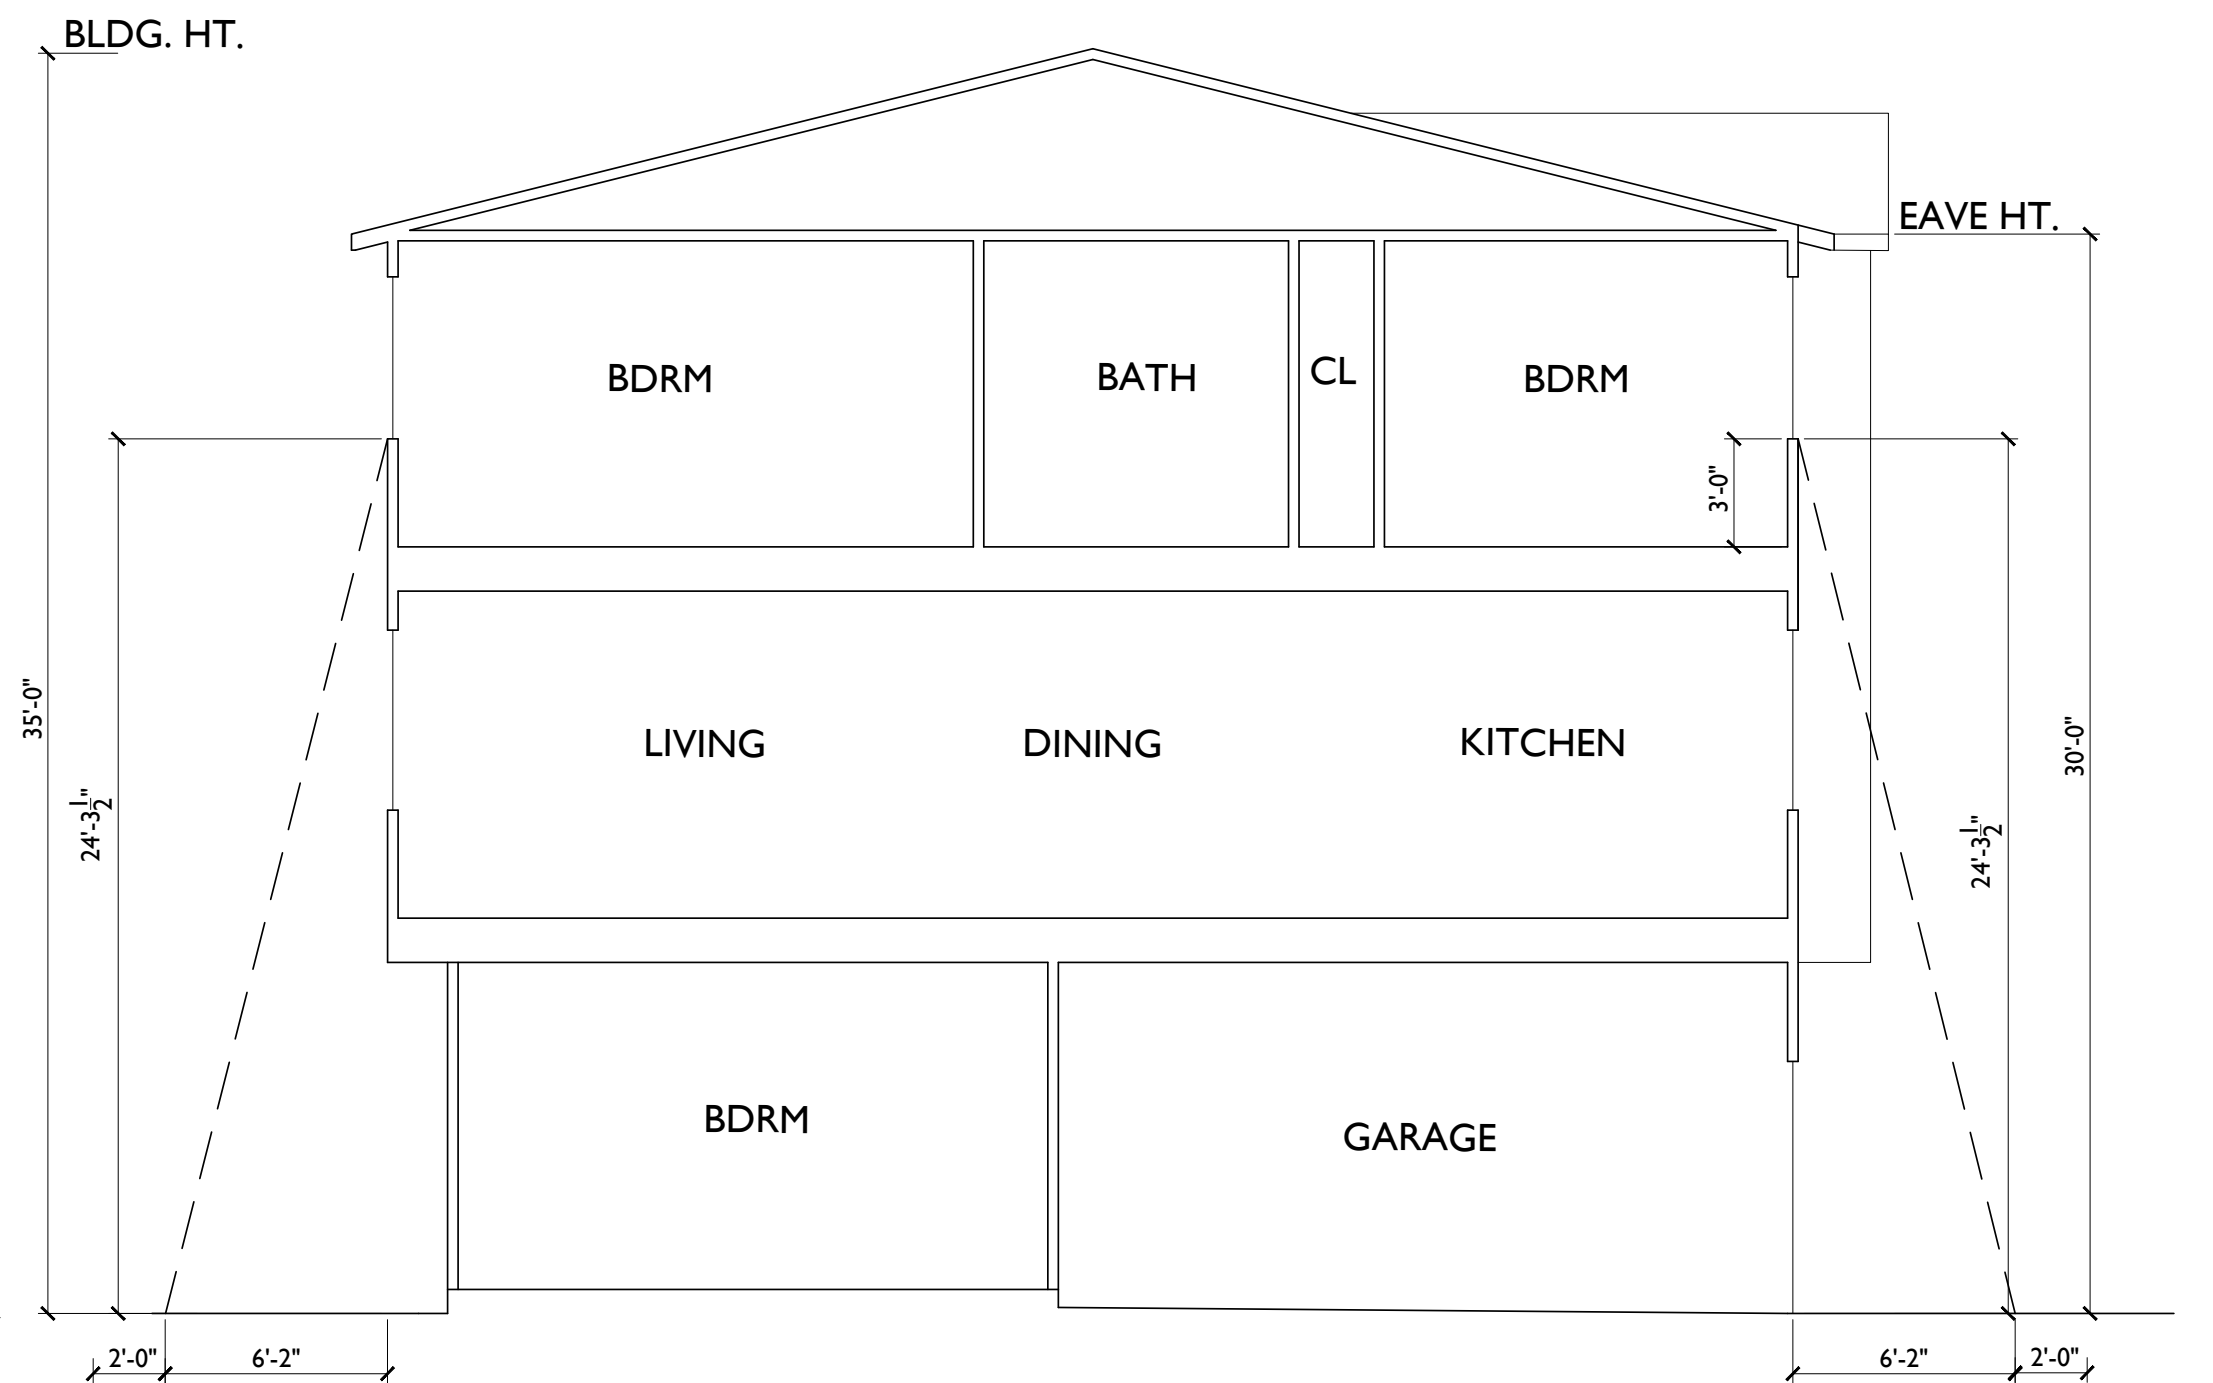 BLDG. HT.
EAVE HT.
BDRM
BATH
CL
BDRM
3'-0"
35'-0"
24'-3 1/2"
LIVING
DINING
KITCHEN
24'-3 1/2"
30'-0"
BDRM
GARAGE
2'-0"
6'-2"
6'-2"
2'-0"